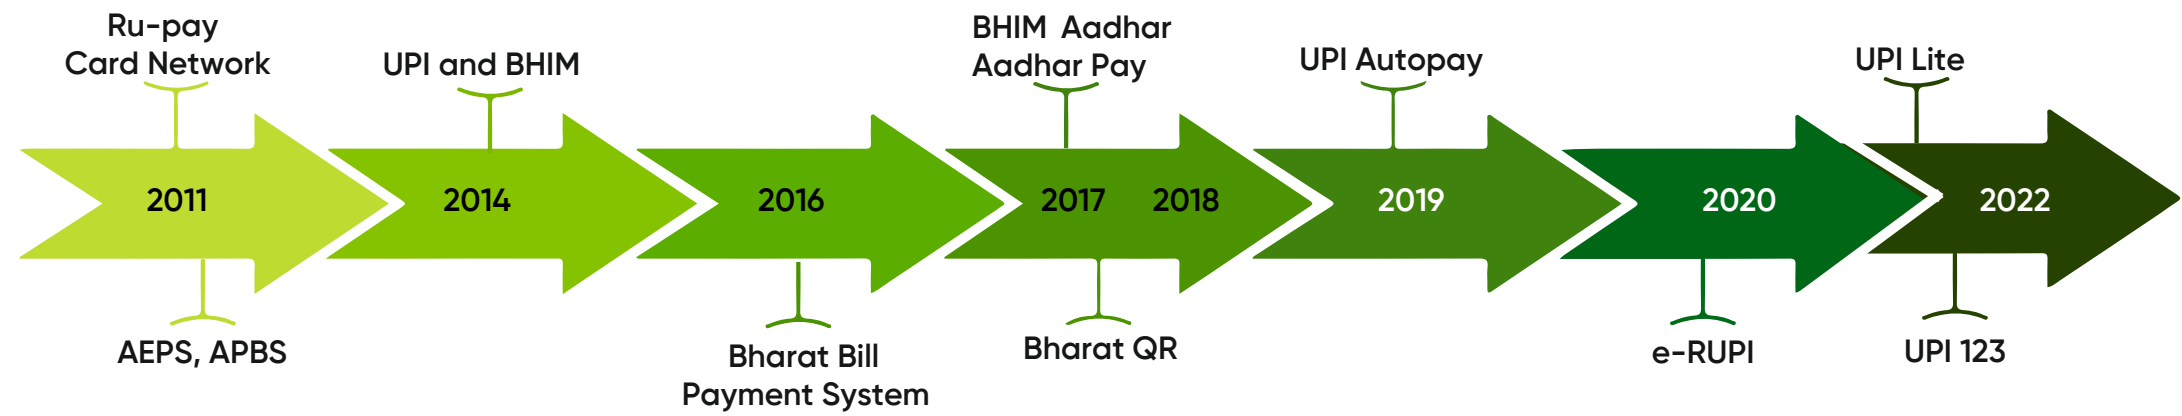 Ru-pay
Card Network
UPI and BHIM
BHIM Aadhar
Aadhar Pay
UPI Autopay
UPI Lite
2011
2014
2016
2017
2018
2019
2020
2022
AEPS, APBS
Bharat Bill
Payment System
Bharat QR
e-RUPI
UPI 123